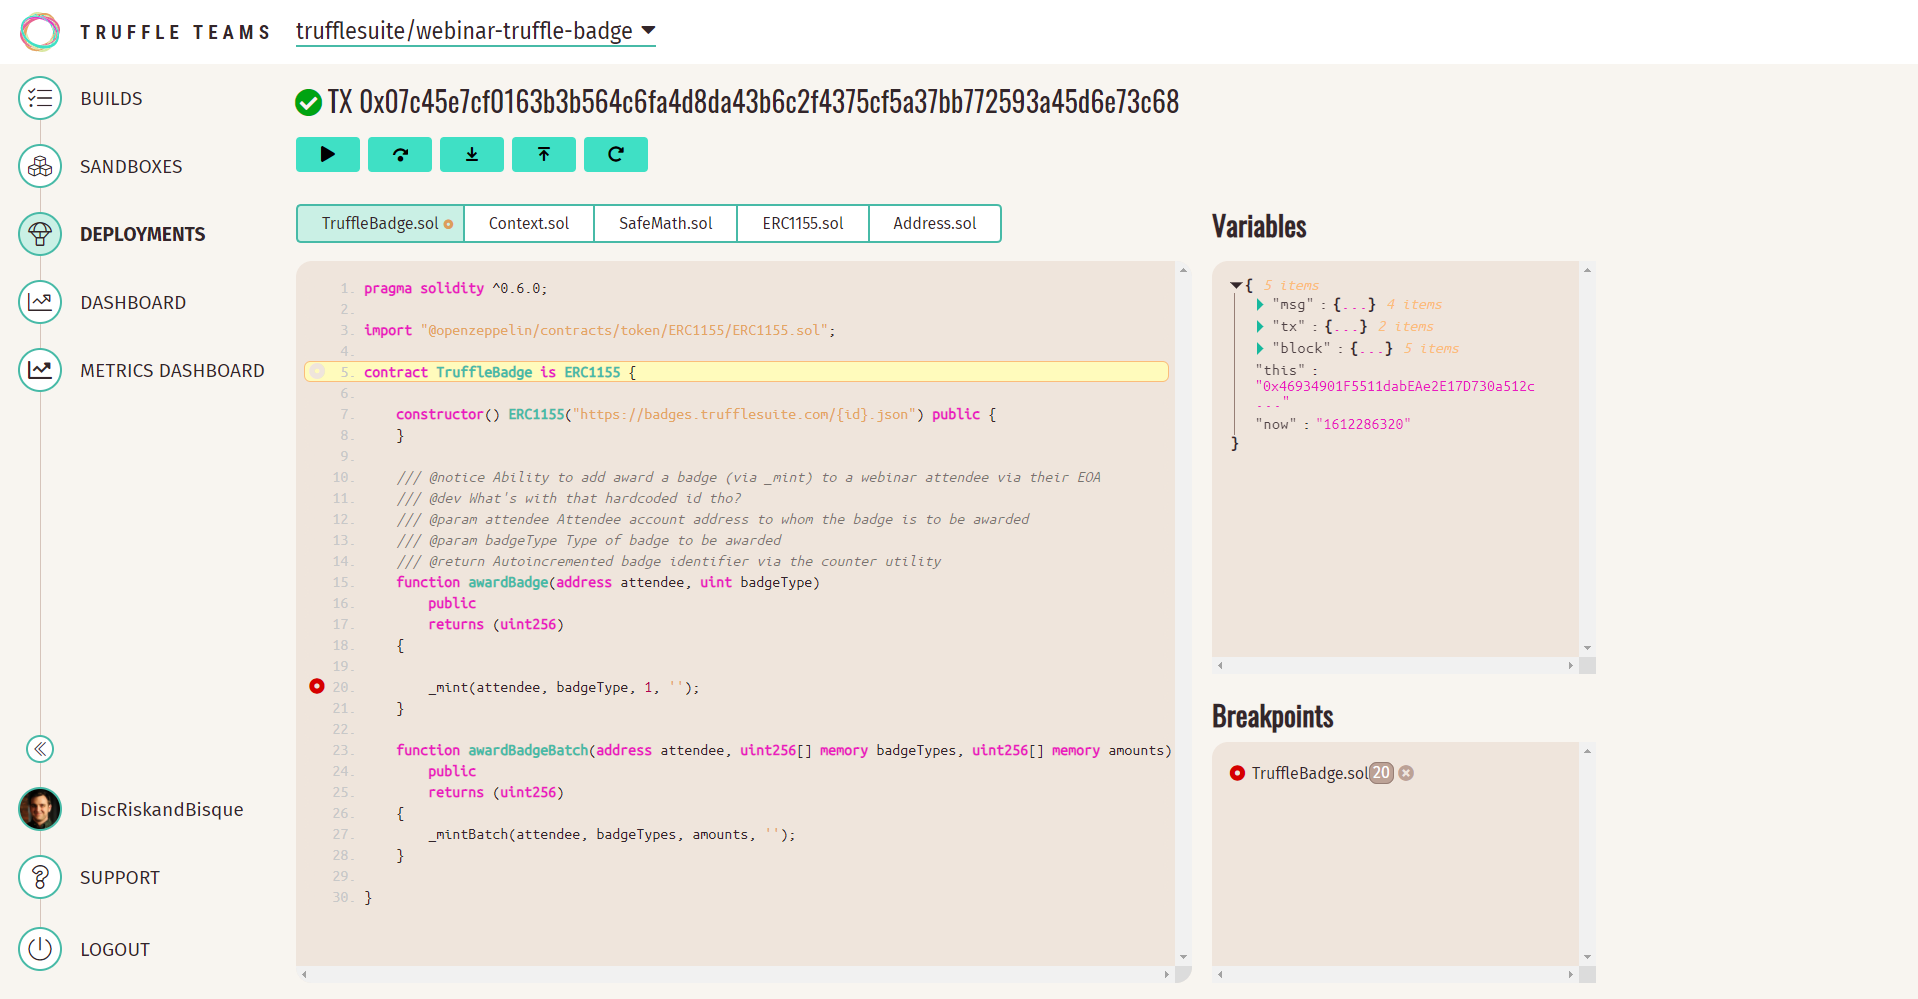 TRUFFLE TEAMS
trufflesuite/webinar-truffle-badge
BUILDS
SANDBOXES
DEPLOYMENTS
DASHBOARD
METRICS DASHBOARD
DiscRiskandBisque
SUPPORT
LOGOUT
TX 0x07c45e7cf0163b3b564c6fa4d8da43b6c2f4375cf5a37bb772593a45d6e73c68
TruffleBadge.sol
Context.sol
SafeMath.sol
ERC1155.sol
Address.sol
1. pragma solidity ^0.6.0;
2.
3. import "@openzeppelin/contracts/token/ERC1155/ERC1155.sol";
4.
5. contract TruffleBadge is ERC1155 {
6.
7. constructor() ERC1155("https://badges.trufflesuite.com/{id}.json") public {
8. }
9.
10. /// @notice Ability to add award a badge (via _mint) to a webinar attendee via their EOA
11. /// @dev What's with that hardcoded id tho?
12. /// @param attendee Attendee account address to whom the badge is to be awarded
13. /// @param badgeType Type of badge to be awarded
14. /// @return Autoincremented badge identifier via the counter utility
15. function awardBadge(address attendee, uint badgeType)
16. public
17. returns (uint256)
18. {
19.
20. _mint(attendee, badgeType, 1, '');
21. }
22.
23. function awardBadgeBatch(address attendee, uint256[] memory badgeTypes, uint256[] memory amounts)
24. public
25. returns (uint256)
26. {
27. _mintBatch(attendee, badgeTypes, amounts, '');
28. }
29.
30. }
Variables
{ 5 items
"msg" : {...} 4 items
"tx" : {...} 2 items
"block" : {...} 5 items
"this" :
"0x46934901F5511dabEAe2E17D730a512c
..."
"now" : "1612286320"
}
Breakpoints
TruffleBadge.sol 20